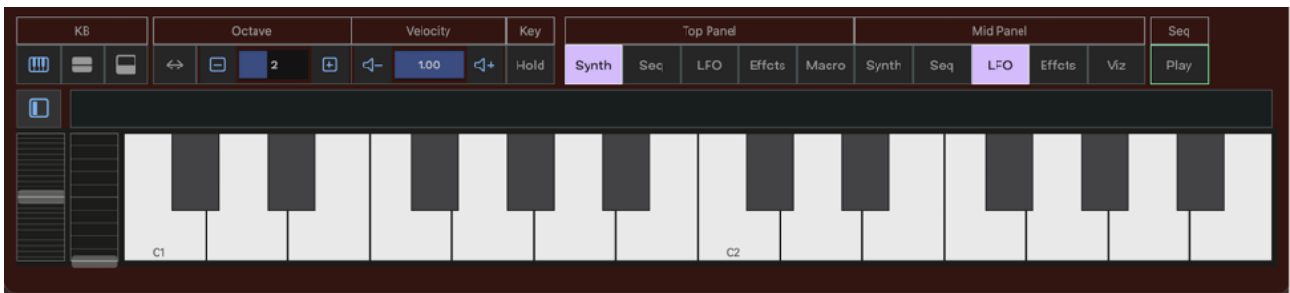 KB Octave Velocity Key Top Panel Mid Panel Seq
2 1.00 Hold Synth Seq LFO Effcts Macro Synth Seq LFO Effcts Viz Play
C1 C2